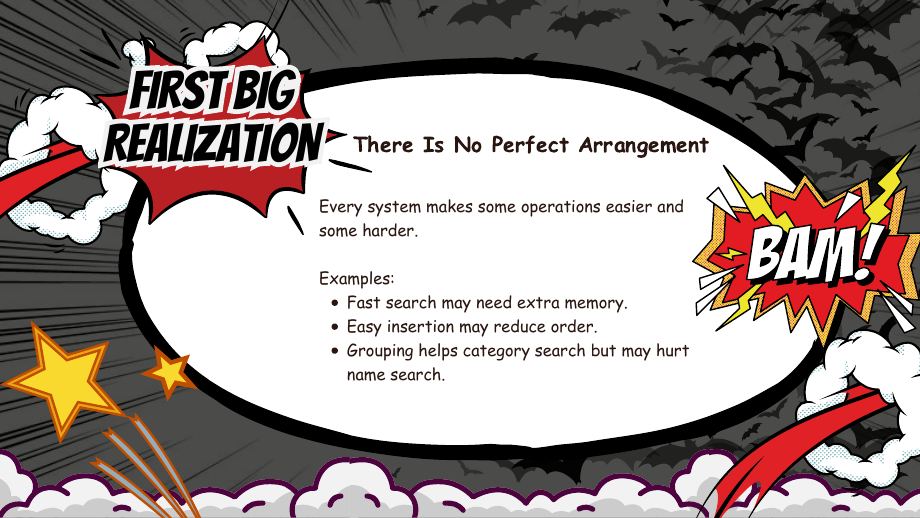 FIRST BIG
REALIZATION
There Is No Perfect Arrangement
Every system makes some operations easier and
some harder.
Examples:
• Fast search may need extra memory.
• Easy insertion may reduce order.
• Grouping helps category search but may hurt
name search.
BAM!